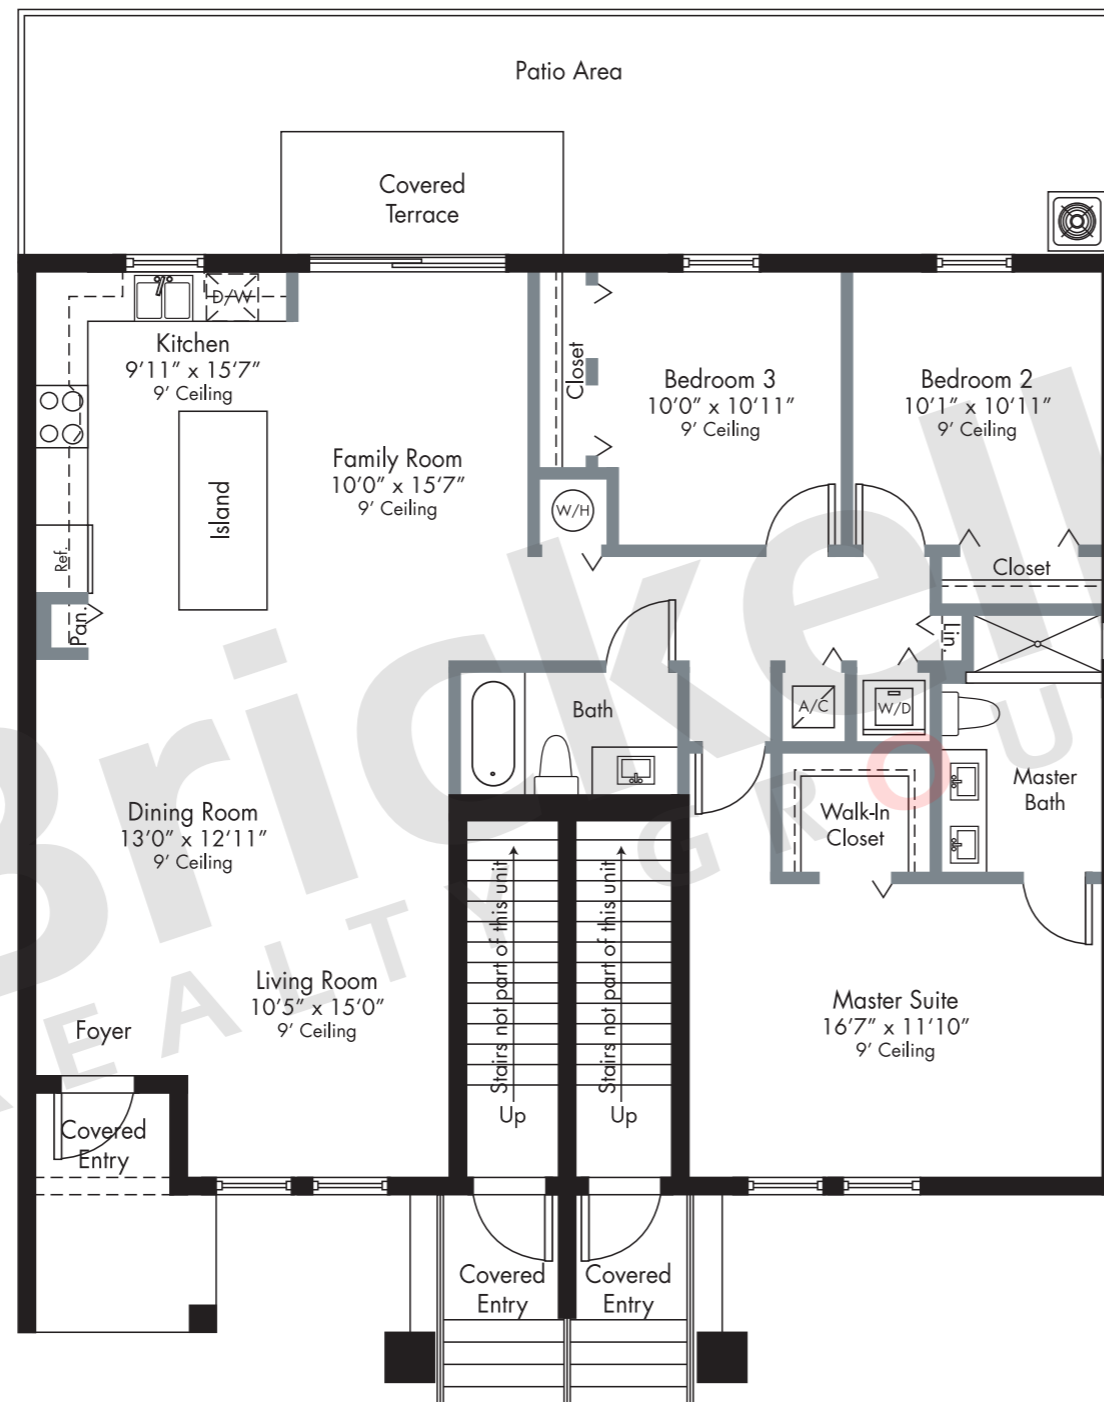 Patio Area
Covered
Terrace
D/W
Kitchen
9'11" x 15'7"
9' Ceiling
Closet
Bedroom 3
10'0" x 10'11"
9' Ceiling
Bedroom 2
10'1" x 10'11"
9' Ceiling
Family Room
10'0" x 15'7"
9' Ceiling
Island
W/H
Ref.
Closet
Pan.
Lin.
Bath
A/C
W/D
Master
Bath
Walk-In
Closet
Dining Room
13'0" x 12'11"
9' Ceiling
Stairs not part of this unit
Stairs not part of this unit
Living Room
10'5" x 15'0"
9' Ceiling
Master Suite
16'7" x 11'10"
9' Ceiling
Foyer
Up
Up
Covered
Entry
Covered
Entry
Covered
Entry
Brickell
REALTY GROU